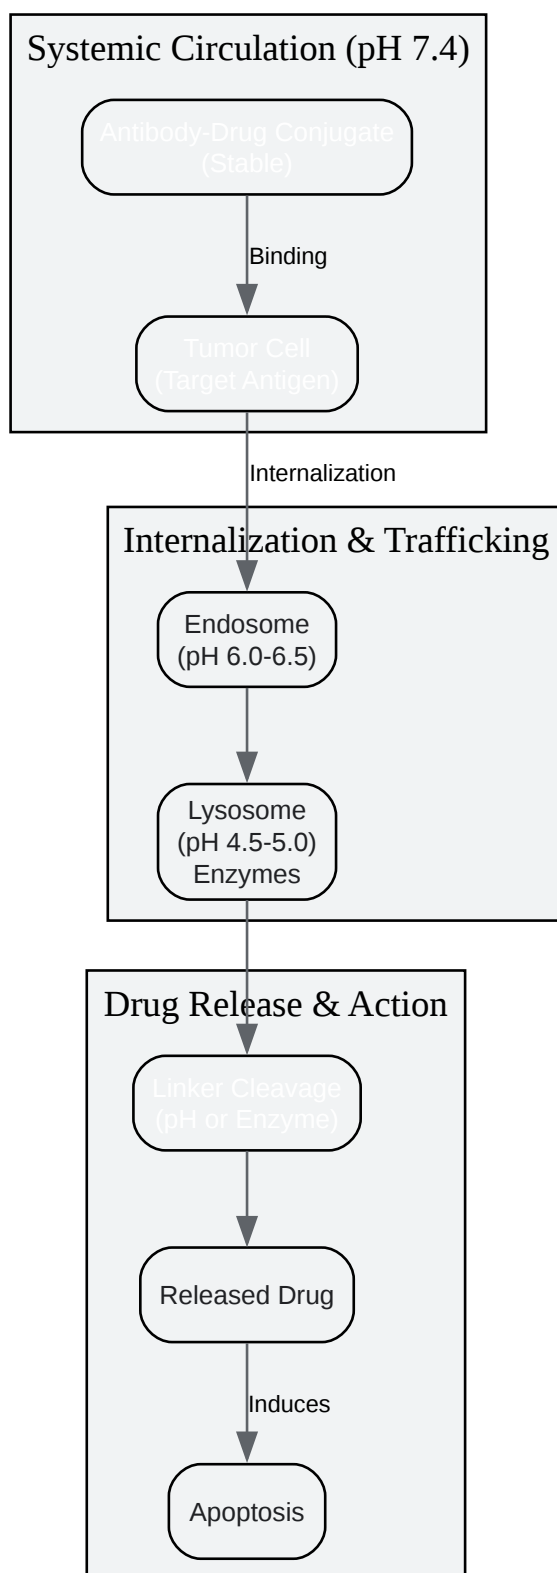 Systemic Circulation (pH 7.4)
Antibody-Drug Conjugate
(Stable)
Binding
Tumor Cell
(Target Antigen)
Internalization
Internalization & Trafficking
Endosome
(pH 6.0-6.5)
Lysosome
(pH 4.5-5.0)
Enzymes
Drug Release & Action
Linker Cleavage
(pH or Enzyme)
Released Drug
Induces
Apoptosis